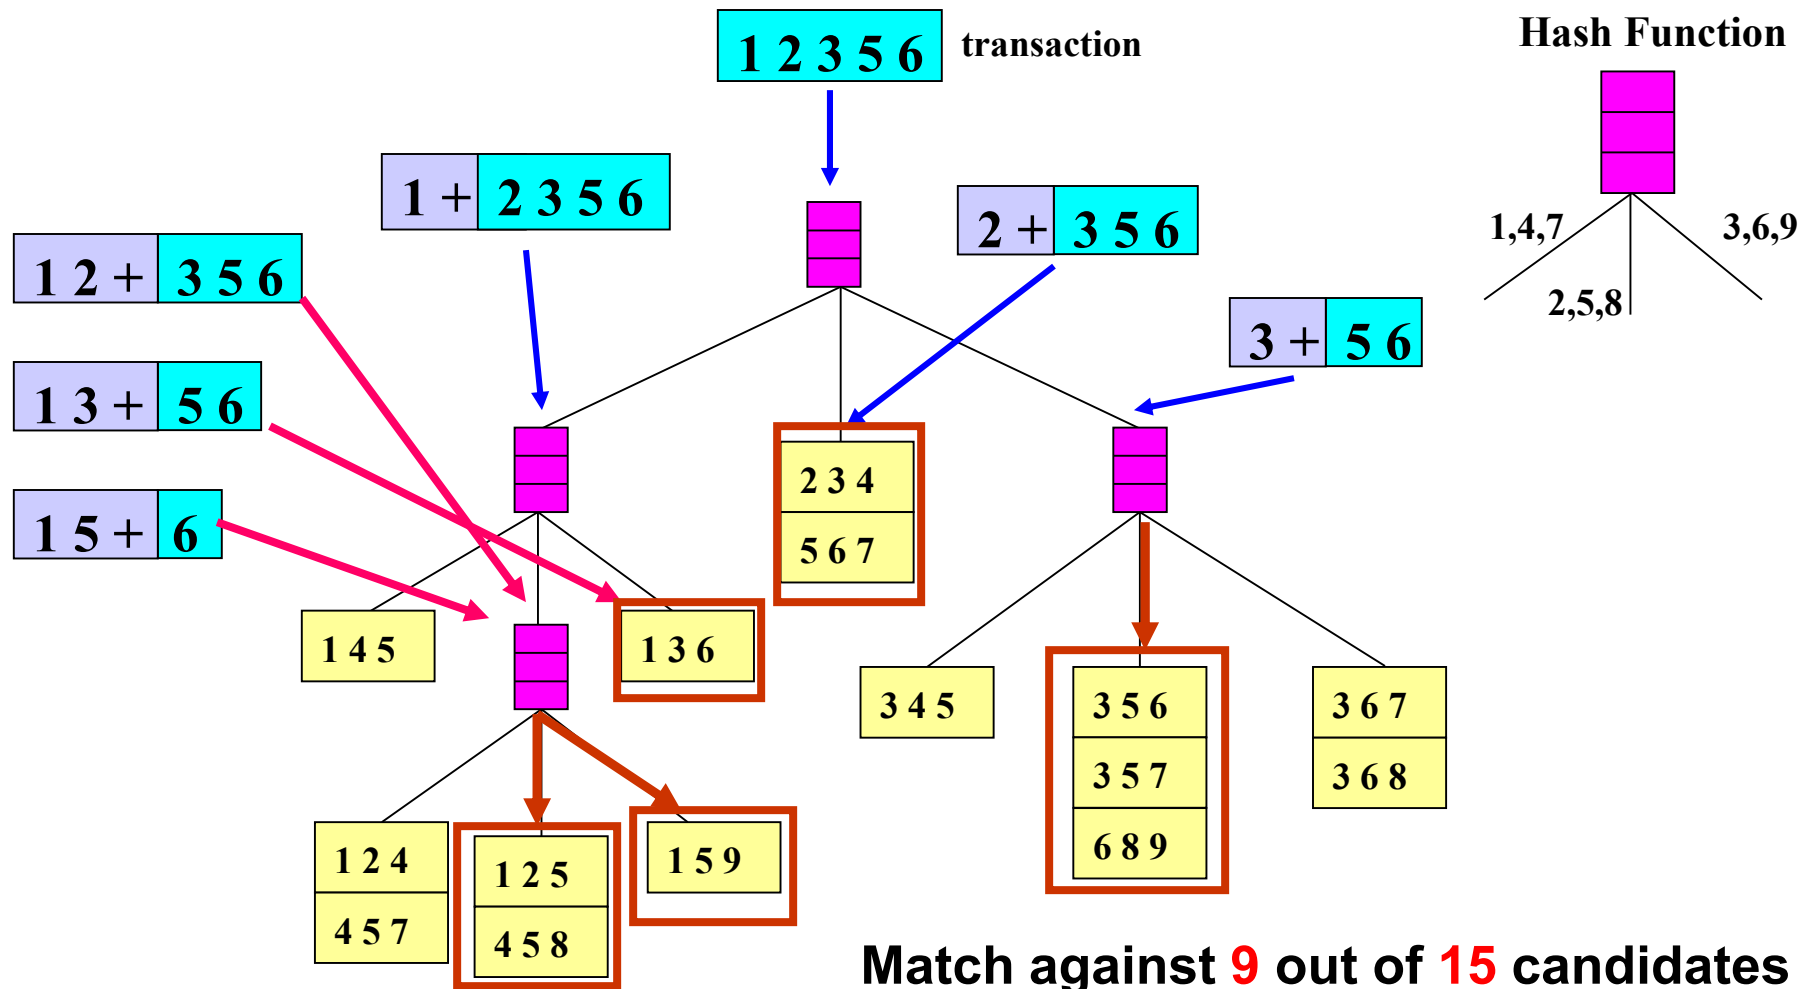 1 2 3 5 6 transaction
Hash Function
1 + 2 3 5 6
2 + 3 5 6
1,4,7
3,6,9
2,5,8
1 2 + 3 5 6
3 + 5 6
1 3 + 5 6
1 5 + 6
2 3 4
5 6 7
1 4 5
1 3 6
3 4 5
3 5 6
3 5 7
6 8 9
3 6 7
3 6 8
1 2 4
4 5 7
1 2 5
4 5 8
1 5 9
Match against 9 out of 15 candidates